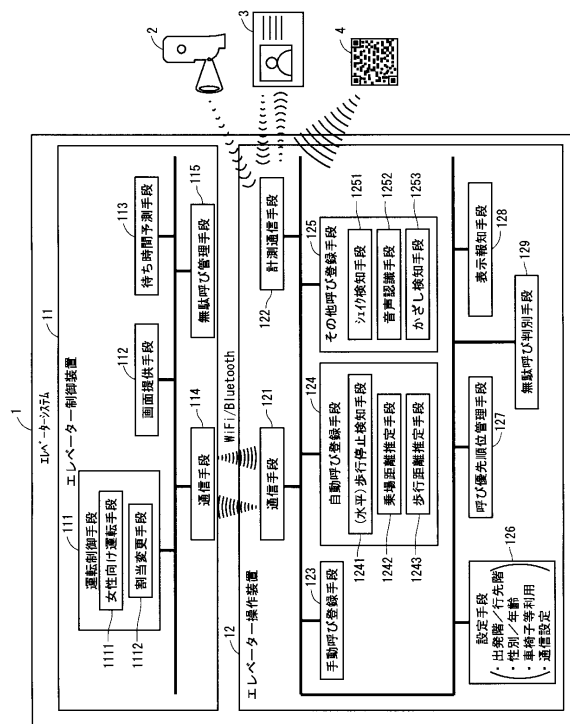 1
エレベーターシステム
11
エレベーター制御装置
111
運転制御手段
1111
女性向け運転手段
1112
割当変更手段
112
画面提供手段
113
待ち時間予測手段
114
通信手段
115
無駄呼び管理手段
WiFi/Bluetooth
2
3
4
12
エレベーター操作装置
121
通信手段
122
計測通信手段
123
手動呼び登録手段
124
自動呼び登録手段
1241
(水平)歩行停止検知手段
1242
乗場距離推定手段
1243
歩行距離推定手段
125
その他呼び登録手段
1251
シェイク検知手段
1252
音声認識手段
1253
かざし検知手段
126
設定手段
・出発階/行先階
・性別/年齢
・車椅子等利用
・通信設定
127
呼び優先順位管理手段
128
表示報知手段
129
無駄呼び判別手段